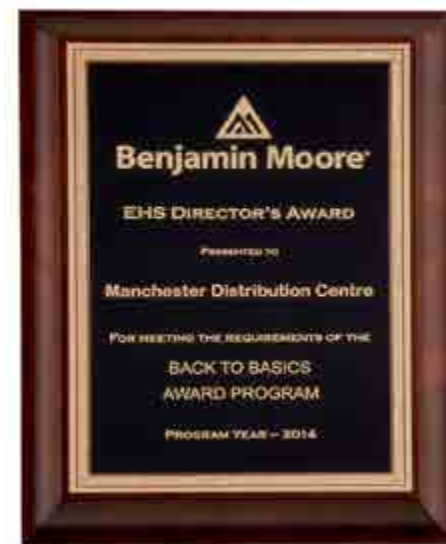 Benjamin Moore®
EHS DIRECTOR'S AWARD
PRESENTED TO
Manchester Distribution Centre
FOR MEETING THE REQUIREMENTS OF THE
BACK TO BASICS
AWARD PROGRAM
PROGRAM YEAR – 2014